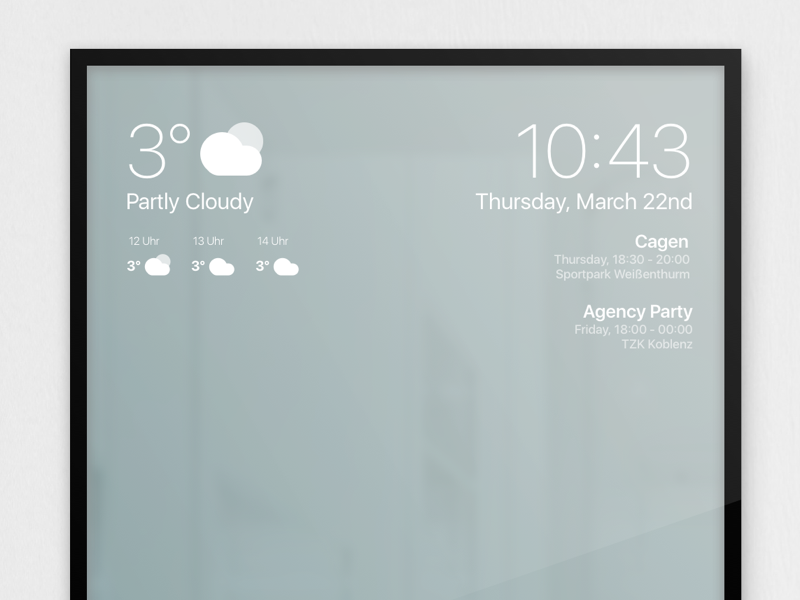 3°
Partly Cloudy
12 Uhr 13 Uhr 14 Uhr
3° 3° 3°
10:43
Thursday, March 22nd
Cagen
Thursday, 18:30 - 20:00
Sportpark Weißenthurm
Agency Party
Friday, 18:00 - 00:00
TZK Koblenz